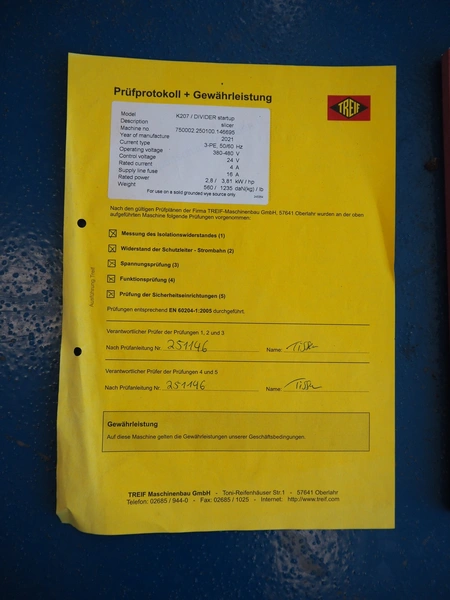 Prüfprotokoll + Gewährleistung
TREIF
Model K207 / DIVIDER startup
Description slicer
Machine no. 750002.250100.146695
Year of manufacture 2021
Current type 3-PE, 50/60 Hz
Operating voltage 380-480 V
Control voltage 24 V
Rated current 4 A
Supply line fuse 16 A
Rated power 2,8 / 3,81 kW / hp
Weight 560 / 1235 daN(kg) / lb
For use on a solid grounded wye source only
Nach den gültigen Prüfplänen der Firma TREIF-Maschinenbau GmbH, 57641 Oberlahr wurden an der oben
aufgeführten Maschine folgende Prüfungen vorgenommen:
Messung des Isolationswiderstandes (1)
Widerstand der Schutzleiter - Strombahn (2)
Spannungsprüfung (3)
Funktionsprüfung (4)
Prüfung der Sicherheitseinrichtungen (5)
Prüfungen entsprechend EN 60204-1:2005 durchgeführt.
Ausfertigung Treif
Verantwortlicher Prüfer der Prüfungen 1, 2 und 3
Nach Prüfanleitung Nr. 251146 Name:
Verantwortlicher Prüfer der Prüfungen 4 und 5
Nach Prüfanleitung Nr. 251146 Name:
Gewährleistung
Auf diese Maschine gelten die Gewährleistungen unserer Geschäftsbedingungen.
TREIF Maschinenbau GmbH - Toni-Reifenhäuser Str.1 - 57641 Oberlahr
Telefon: 02685 / 944-0 - Fax: 02685 / 1025 - Internet: http://www.treif.com